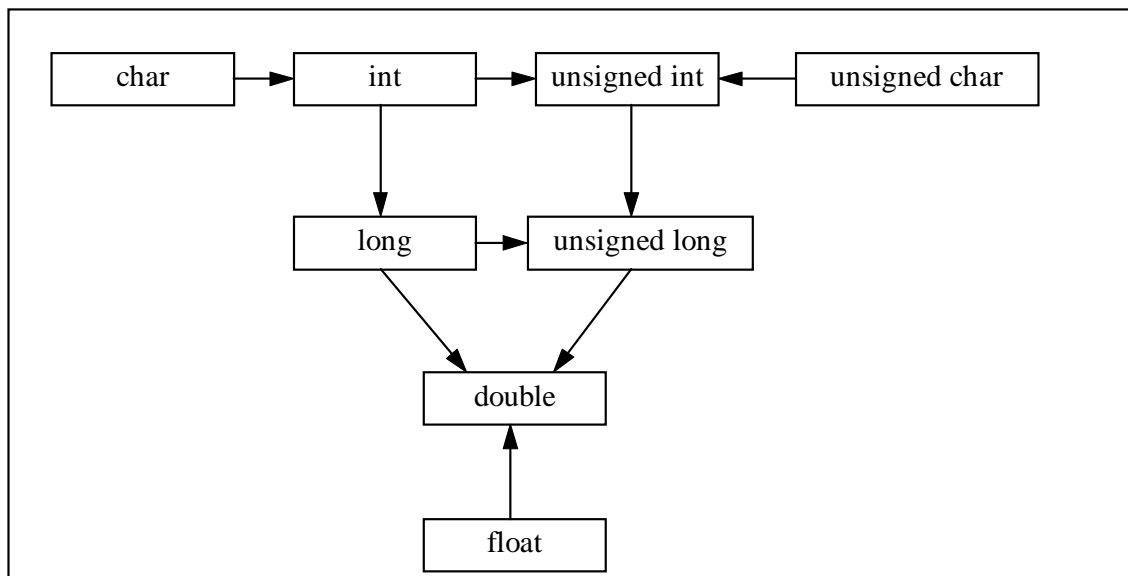 char
int
unsigned int
unsigned char
long
unsigned long
double
float